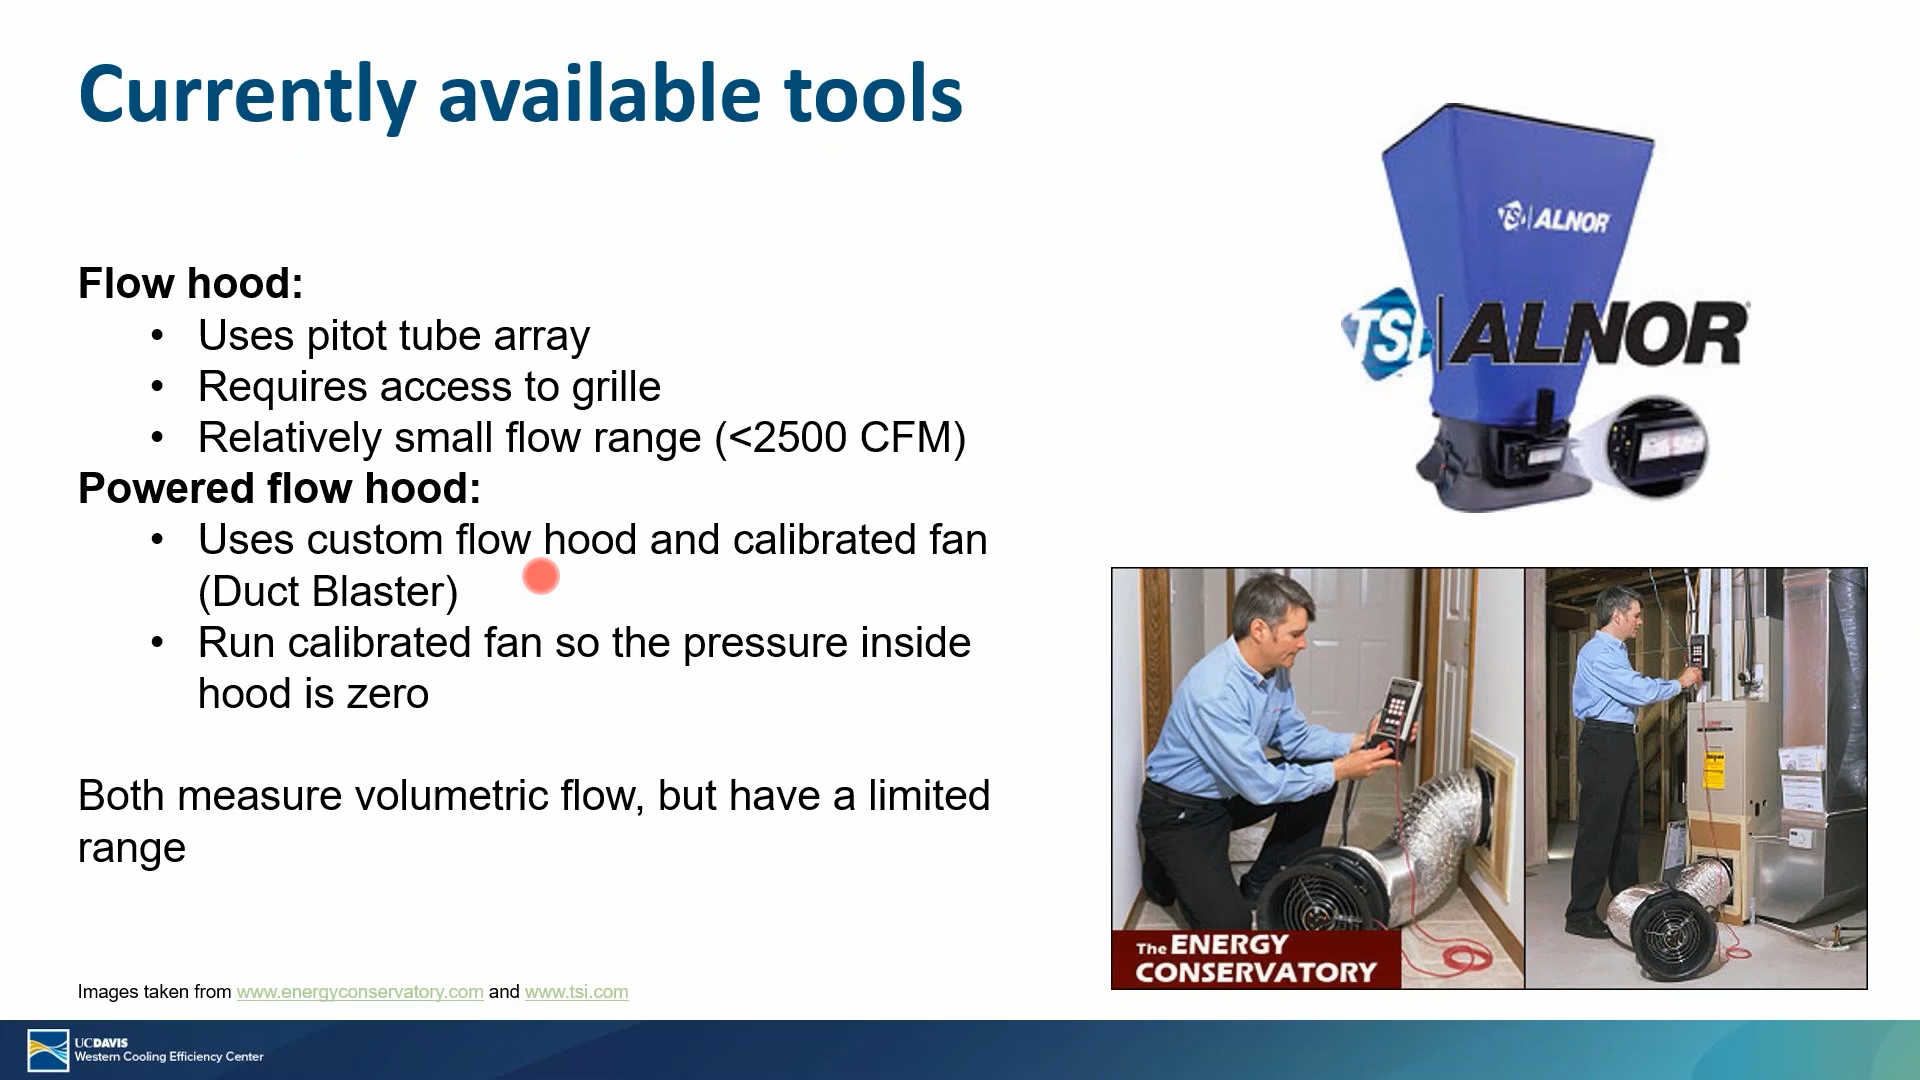 Currently available tools
Flow hood:
• Uses pitot tube array
• Requires access to grille
• Relatively small flow range (<2500 CFM)
Powered flow hood:
• Uses custom flow hood and calibrated fan
(Duct Blaster)
• Run calibrated fan so the pressure inside
hood is zero
Both measure volumetric flow, but have a limited
range
TSI ALNOR
TSI ALNOR
The ENERGY
CONSERVATORY
Images taken from www.energyconservatory.com and www.tsi.com
UCDAVIS
Western Cooling Efficiency Center